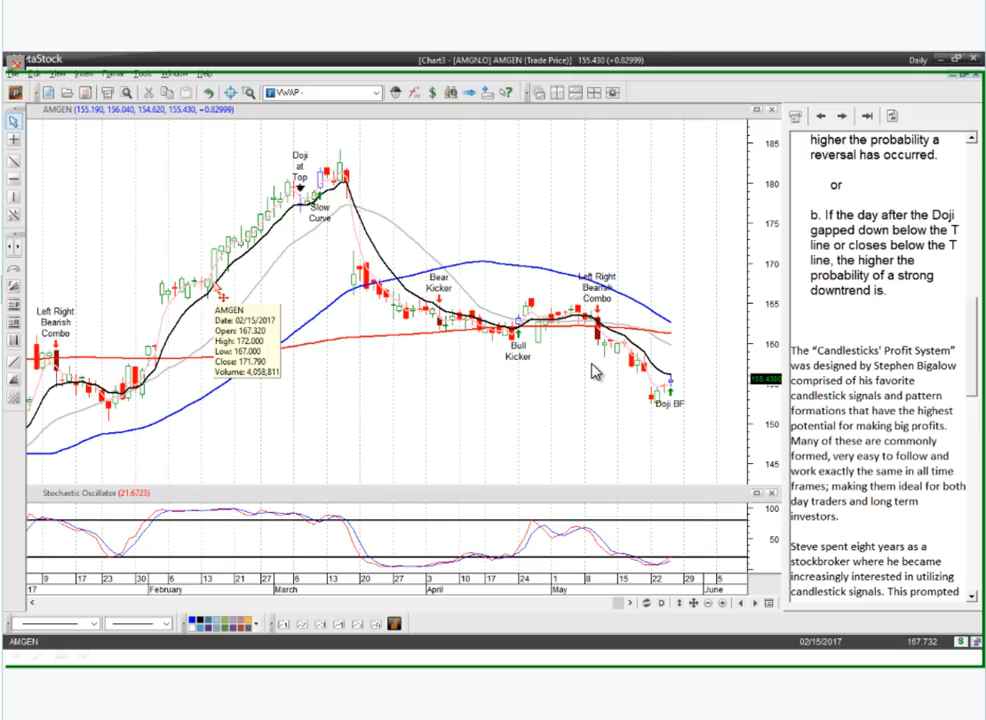 taStock
[Chart3 - [AMGN.O] AMGEN (Trade Price)] 155.430 (+0.82999)
Daily
File Edit View Insert Format Tools Window Help
VWAP -
AMGEN (155.190, 156.040, 154.620, 155.430, +0.82999)
185
180
175
170
165
160
155.4300
150
145
Doji
at
Top
Slow
Curve
Left Right
Bearish
Combo
Bear
Kicker
Left Right
Bearish
Combo
Bull
Kicker
Doji BF
AMGEN
Date: 02/15/2017
Open: 167.320
High: 172.000
Low: 167.000
Close: 171.790
Volume: 4,058,811
Stochastic Oscillator (21.6723)
100
50
9 17 23 30 6 13 21 27 6 13 20 27 3 10 17 24 1 8 15 22 29 5
17 February March April May June
higher the probability a
reversal has occurred.
or
b. If the day after the Doji
gapped down below the T
line or closes below the T
line, the higher the
probability of a strong
downtrend is.
The “Candlesticks' Profit System”
was designed by Stephen Bigalow
comprised of his favorite
candlestick signals and pattern
formations that have the highest
potential for making big profits.
Many of these are commonly
formed, very easy to follow and
work exactly the same in all time
frames; making them ideal for both
day traders and long term
investors.
Steve spent eight years as a
stockbroker where he became
increasingly interested in utilizing
candlestick signals. This prompted
AMGEN
02/15/2017
167.732
S